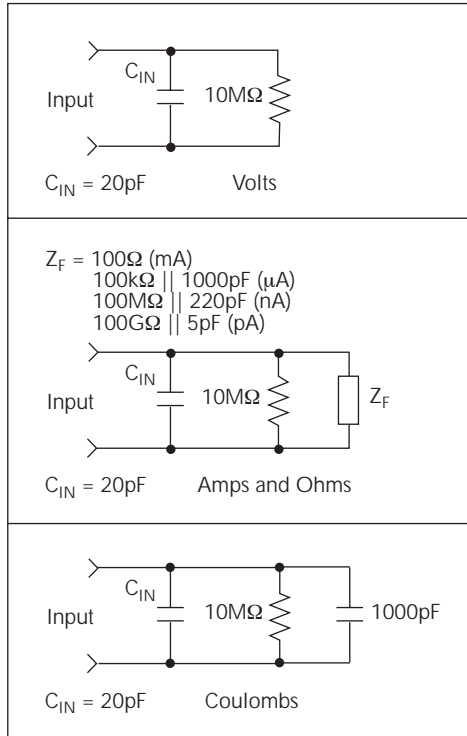 C_IN
Input
10MΩ
C_IN = 20pF Volts
Z_F = 100Ω (mA)
100kΩ || 1000pF (µA)
100MΩ || 220pF (nA)
100GΩ || 5pF (pA)
C_IN
Input
10MΩ
Z_F
C_IN = 20pF Amps and Ohms
C_IN
Input
10MΩ
1000pF
C_IN = 20pF Coulombs